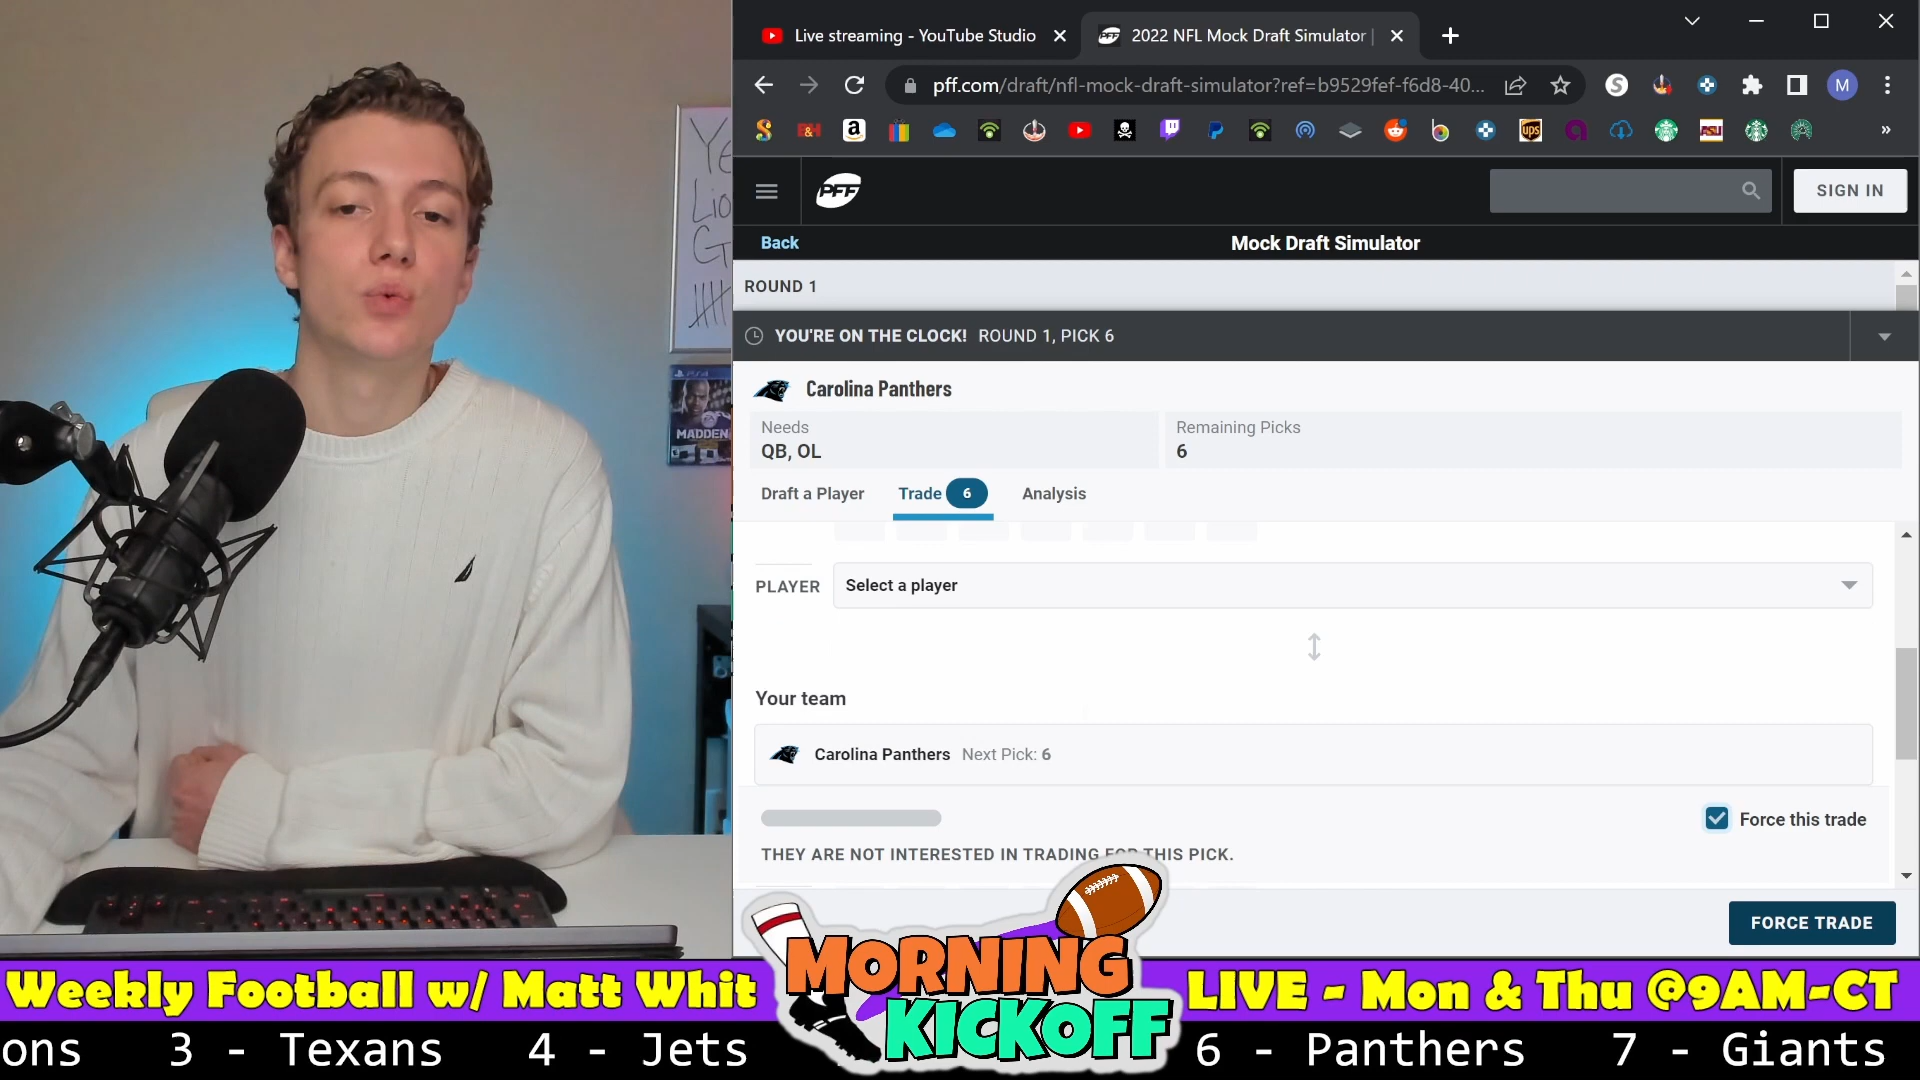 Live streaming - YouTube Studio
2022 NFL Mock Draft Simulator |
pff.com/draft/nfl-mock-draft-simulator?ref=b9529fef-f6d8-40...
M
PFF
SIGN IN
Back
Mock Draft Simulator
ROUND 1
YOU'RE ON THE CLOCK! ROUND 1, PICK 6
Carolina Panthers
Needs
QB, OL
Remaining Picks
6
Draft a Player
Trade 6
Analysis
PLAYER
Select a player
Your team
Carolina Panthers Next Pick: 6
Force this trade
THEY ARE NOT INTERESTED IN TRADING FOR THIS PICK.
FORCE TRADE
MADDEN
Weekly Football w/ Matt Whit
MORNING
KICKOFF
LIVE - Mon & Thu @9AM-CT
ons 3 - Texans 4 - Jets 6 - Panthers 7 - Giants